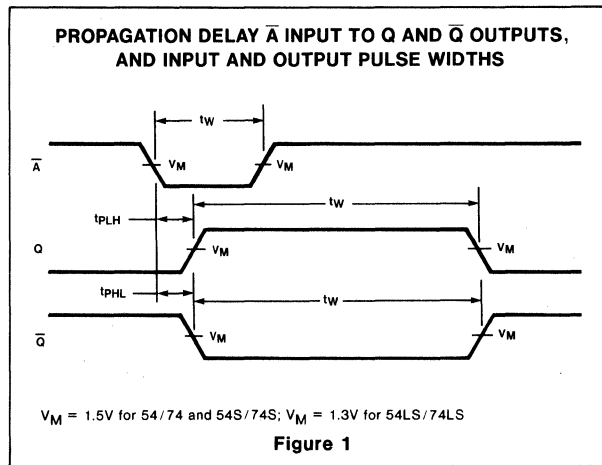 PROPAGATION DELAY A̅ INPUT TO Q AND Q̅ OUTPUTS,
AND INPUT AND OUTPUT PULSE WIDTHS
tW
A̅
VM
VM
tPLH
tW
Q
VM
VM
tPHL
tW
Q̅
VM
VM
VM = 1.5V for 54/74 and 54S/74S; VM = 1.3V for 54LS/74LS
Figure 1